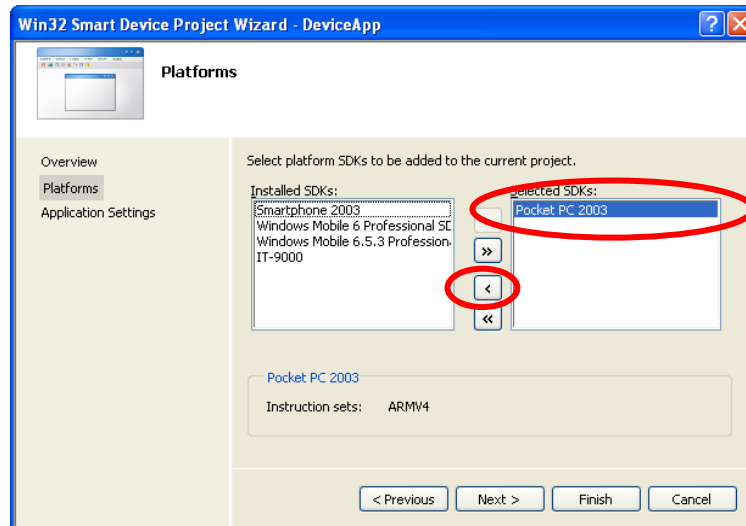 Win32 Smart Device Project Wizard - DeviceApp
Platforms
Overview
Platforms
Application Settings
Select platform SDKs to be added to the current project.
Installed SDKs:
Smartphone 2003
Windows Mobile 6 Professional SD
Windows Mobile 6.5.3 Profession
IT-9000
>>
<
<<
Selected SDKs:
Pocket PC 2003
Pocket PC 2003
Instruction sets: ARMV4
< Previous Next > Finish Cancel